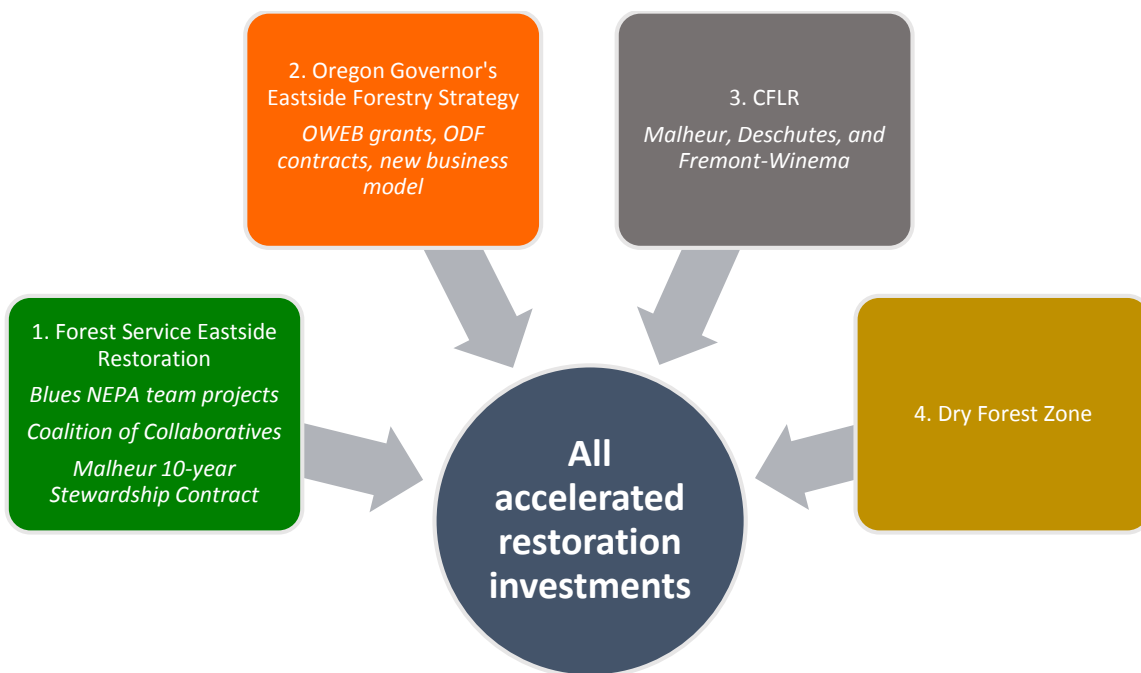 1. Forest Service Eastside
Restoration
Blues NEPA team projects
Coalition of Collaboratives
Malheur 10-year
Stewardship Contract
2. Oregon Governor's
Eastside Forestry Strategy
OWEB grants, ODF
contracts, new business
model
3. CFLR
Malheur, Deschutes, and
Fremont-Winema
4. Dry Forest Zone
All
accelerated
restoration
investments